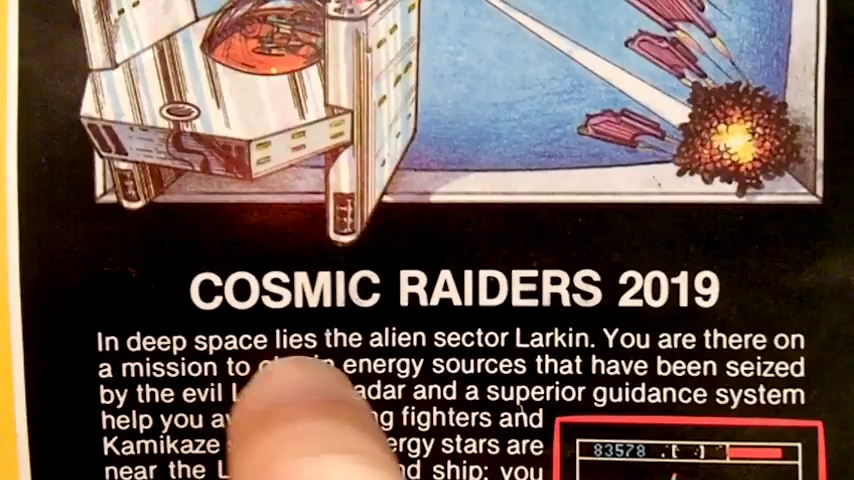 COSMIC RAIDERS 2019
In deep space lies the alien sector Larkin. You are there on
a mission to energy sources that have been seized
by the evil and a superior guidance system
help you fighters and
Kamikaze stars are
near the ship; you
83578